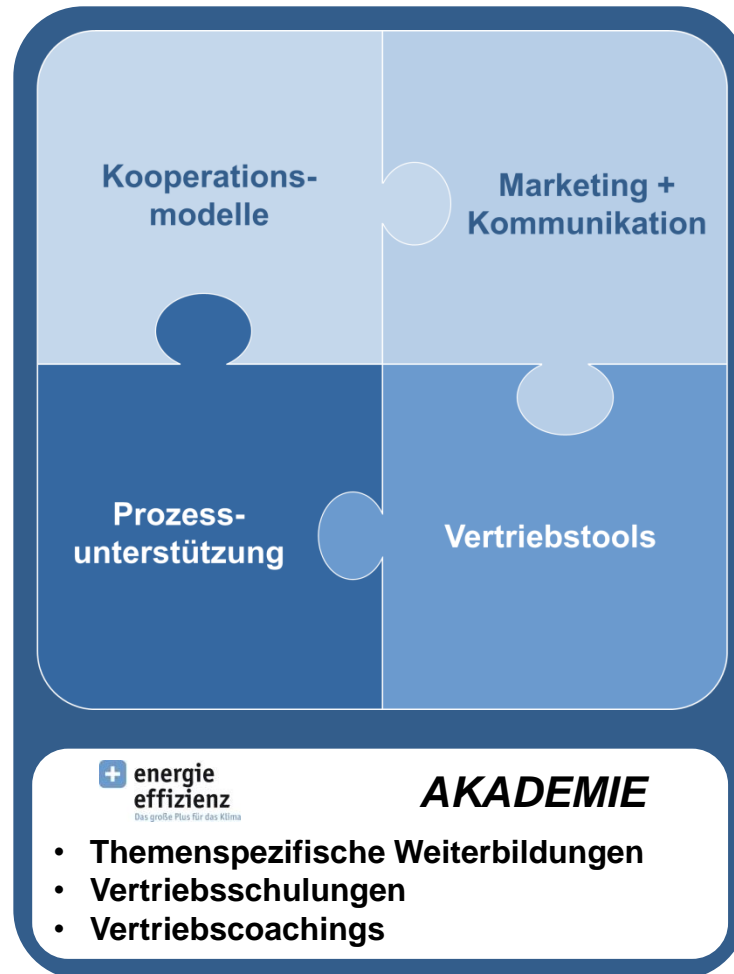 Kooperations-
modelle
Marketing +
Kommunikation
Prozess-
unterstützung
Vertriebstools
+ energie
effizienz
Das große Plus für das Klima
AKADEMIE
• Themenspezifische Weiterbildungen
• Vertriebsschulungen
• Vertriebscoachings